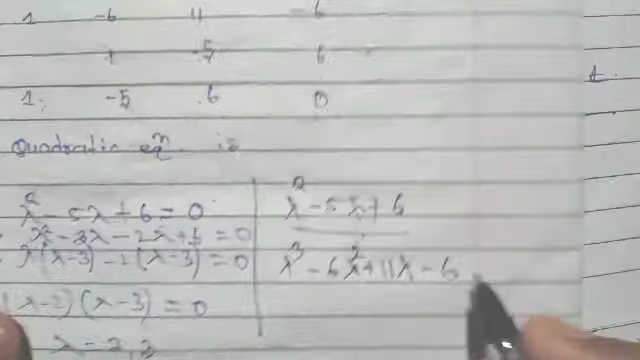 1 -6 11 -6
1 -5 6
1; -5 6 0
Quadratic eqn. is
λ² - 5λ + 6 = 0
λ² - 3λ - 2λ + 6 = 0
λ(λ-3) - 2(λ-3) = 0
(λ-2) (λ-3) = 0
λ - 2, 3
λ² - 5λ + 6
λ³ - 6λ² + 11λ - 6
1.